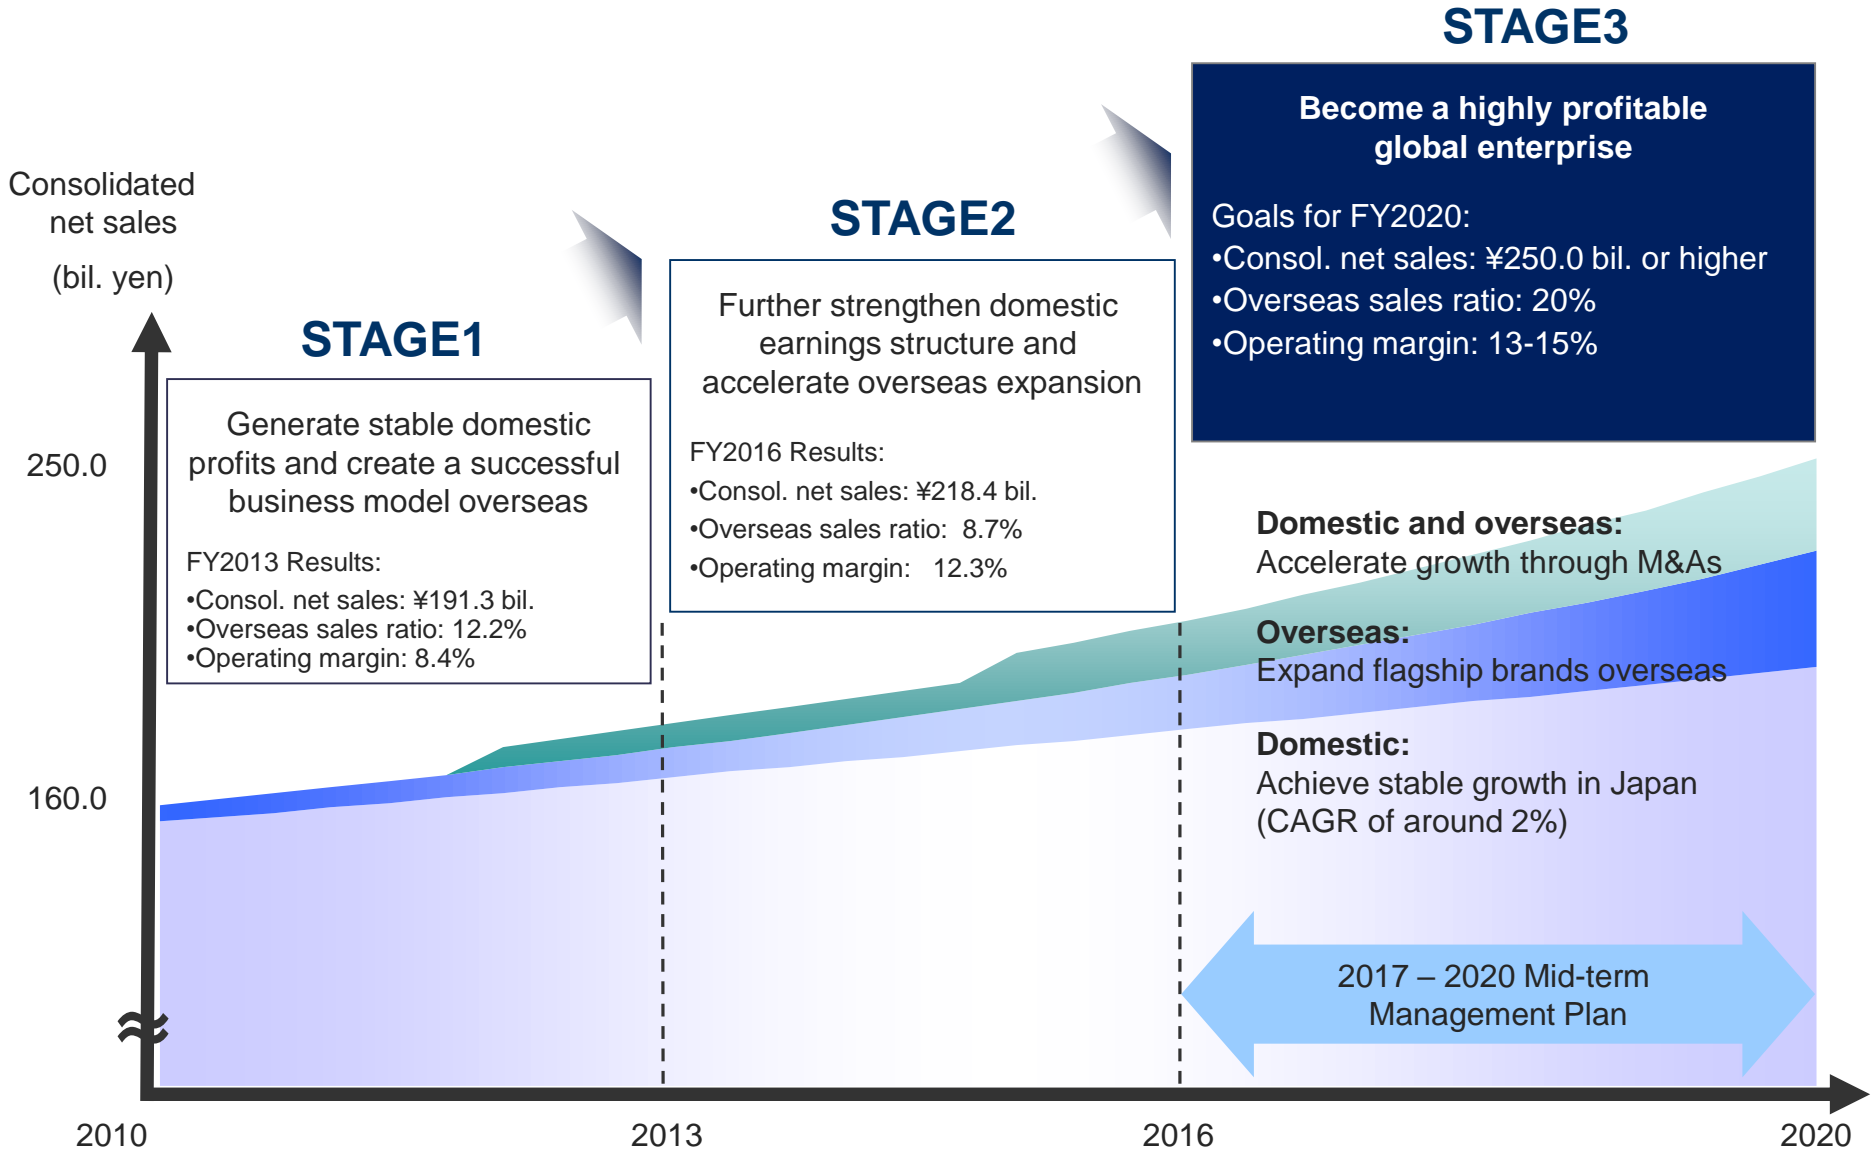 STAGE3
Become a highly profitable
global enterprise
Goals for FY2020:
•Consol. net sales: ¥250.0 bil. or higher
•Overseas sales ratio: 20%
•Operating margin: 13-15%
Consolidated
net sales
(bil. yen)
STAGE2
Further strengthen domestic
earnings structure and
accelerate overseas expansion
FY2016 Results:
•Consol. net sales: ¥218.4 bil.
•Overseas sales ratio: 8.7%
•Operating margin: 12.3%
STAGE1
Generate stable domestic
profits and create a successful
business model overseas
FY2013 Results:
•Consol. net sales: ¥191.3 bil.
•Overseas sales ratio: 12.2%
•Operating margin: 8.4%
250.0
160.0
Domestic and overseas:
Accelerate growth through M&As
Overseas:
Expand flagship brands overseas
Domestic:
Achieve stable growth in Japan
(CAGR of around 2%)
2017 – 2020 Mid-term
Management Plan
2010
2013
2016
2020